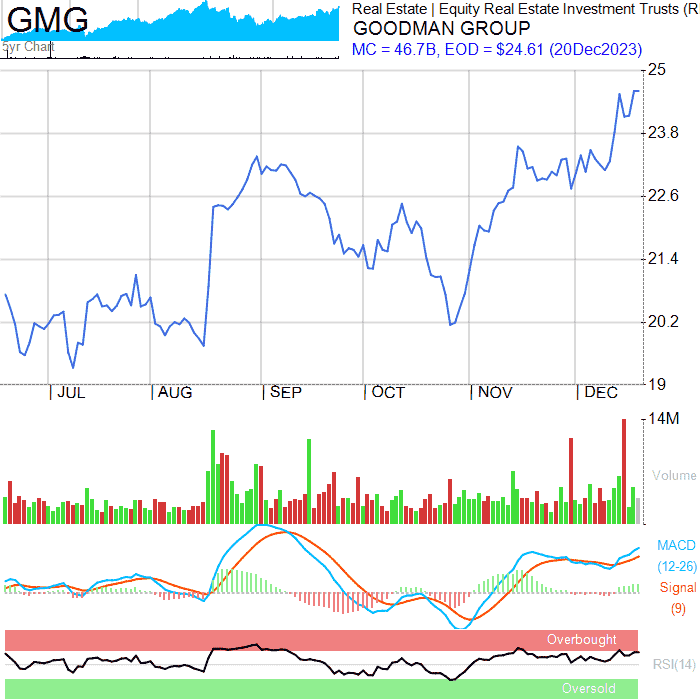 GMG
5yr Chart
Real Estate | Equity Real Estate Investment Trusts (R
GOODMAN GROUP
MC = 46.7B, EOD = $24.61 (20Dec2023)
25
23.8
22.6
21.4
20.2
19
| JUL | AUG | SEP | OCT | NOV | DEC
14M
Volume
MACD
(12-26)
Signal
(9)
Overbought
RSI(14)
Oversold